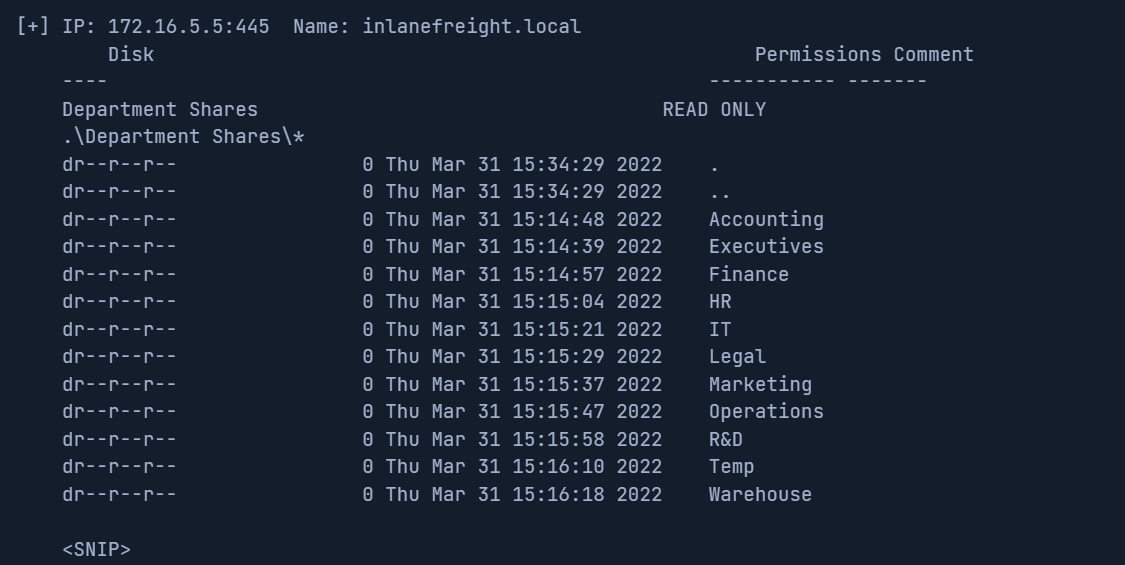 [+] IP: 172.16.5.5:445  Name: inlanefreight.local
Disk                                                    Permissions Comment
----                                                    ----------- -------
Department Shares                                   READ ONLY
.\Department Shares\*
dr--r--r--                0 Thu Mar 31 15:34:29 2022    .
dr--r--r--                0 Thu Mar 31 15:34:29 2022    ..
dr--r--r--                0 Thu Mar 31 15:14:48 2022    Accounting
dr--r--r--                0 Thu Mar 31 15:14:39 2022    Executives
dr--r--r--                0 Thu Mar 31 15:14:57 2022    Finance
dr--r--r--                0 Thu Mar 31 15:15:04 2022    HR
dr--r--r--                0 Thu Mar 31 15:15:21 2022    IT
dr--r--r--                0 Thu Mar 31 15:15:29 2022    Legal
dr--r--r--                0 Thu Mar 31 15:15:37 2022    Marketing
dr--r--r--                0 Thu Mar 31 15:15:47 2022    Operations
dr--r--r--                0 Thu Mar 31 15:15:58 2022    R&D
dr--r--r--                0 Thu Mar 31 15:16:10 2022    Temp
dr--r--r--                0 Thu Mar 31 15:16:18 2022    Warehouse
<SNIP>